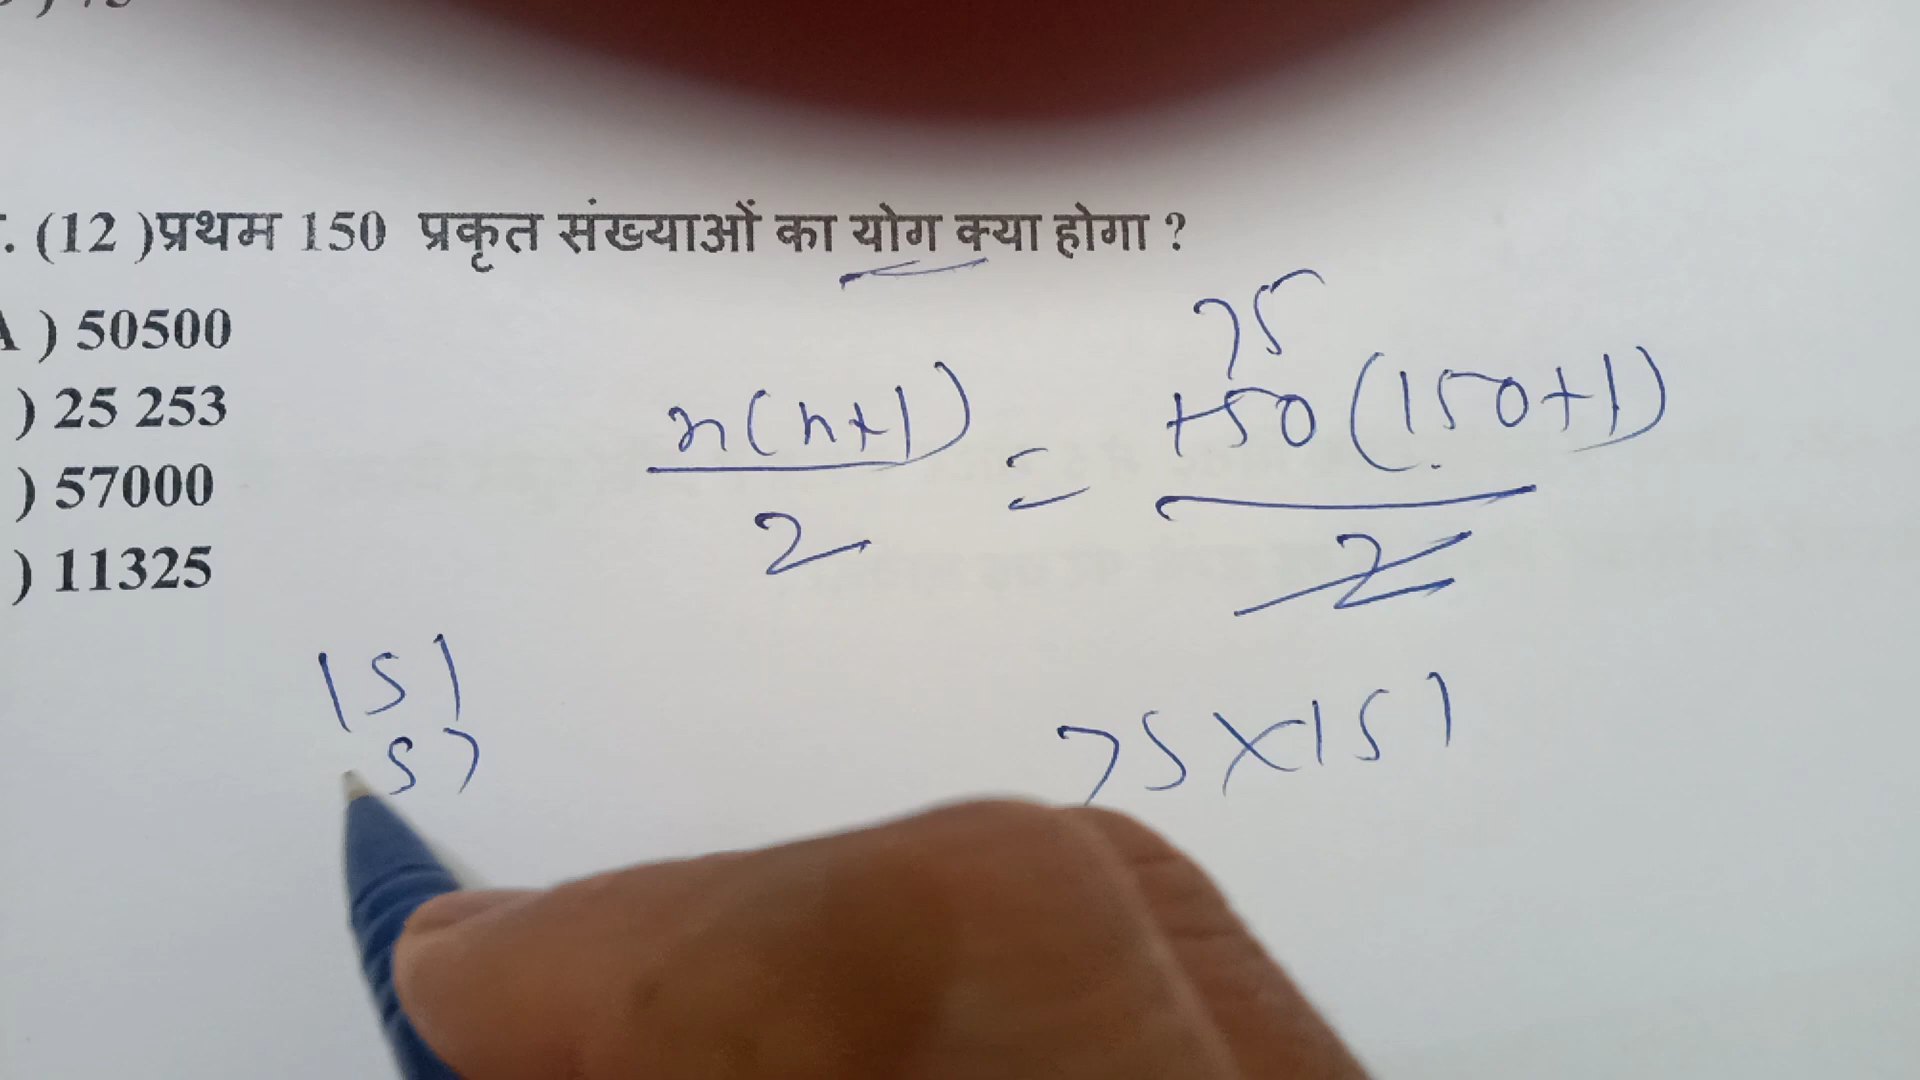 . (12 )प्रथम 150 प्रकृत संख्याओं का योग क्या होगा ?
A ) 50500
) 25 253
) 57000
) 11325
75
n(n+1) = 150(150+1)
2 2
151
57
75×151